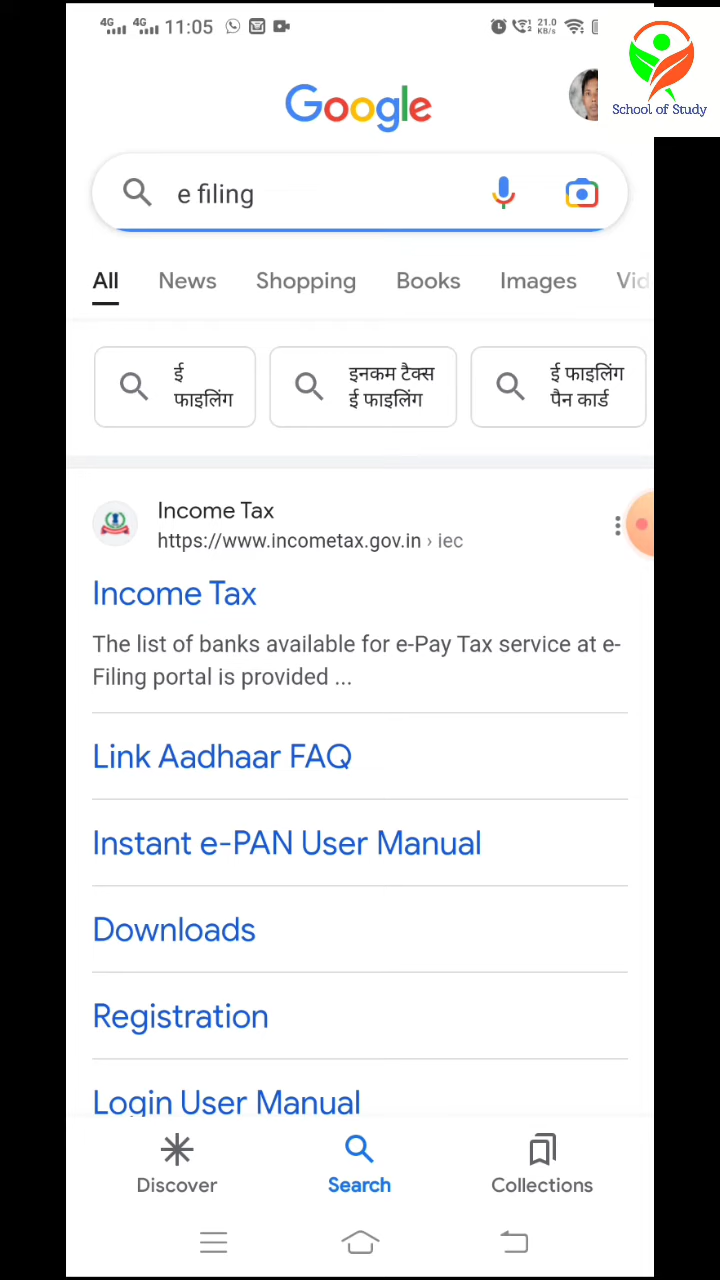 4G 4G 11:05 21.0 KB/s
School of Study
Google
e filing
All News Shopping Books Images Vid
ई फाइलिंग
इनकम टैक्स ई फाइलिंग
ई फाइलिंग पैन कार्ड
Income Tax
https://www.incometax.gov.in › iec
Income Tax
The list of banks available for e-Pay Tax service at e-
Filing portal is provided ...
Link Aadhaar FAQ
Instant e-PAN User Manual
Downloads
Registration
Login User Manual
Discover Search Collections